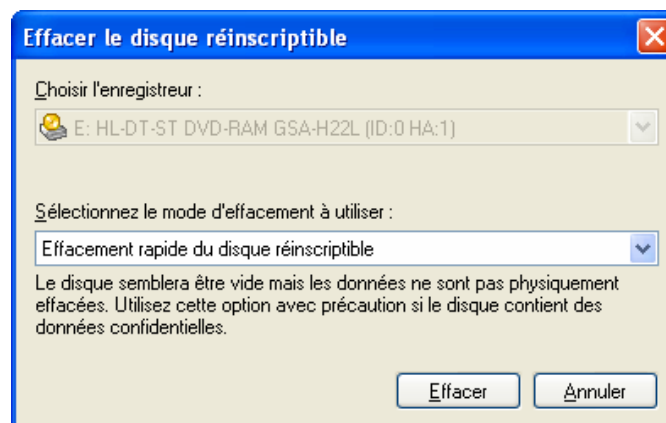 Effacer le disque réinscriptible
Choisir l'enregistreur :
E: HL-DT-ST DVD-RAM GSA-H22L (ID:0 HA:1)
Sélectionnez le mode d'effacement à utiliser :
Effacement rapide du disque réinscriptible
Le disque semblera être vide mais les données ne sont pas physiquement
effacées. Utilisez cette option avec précaution si le disque contient des
données confidentielles.
Effacer Annuler